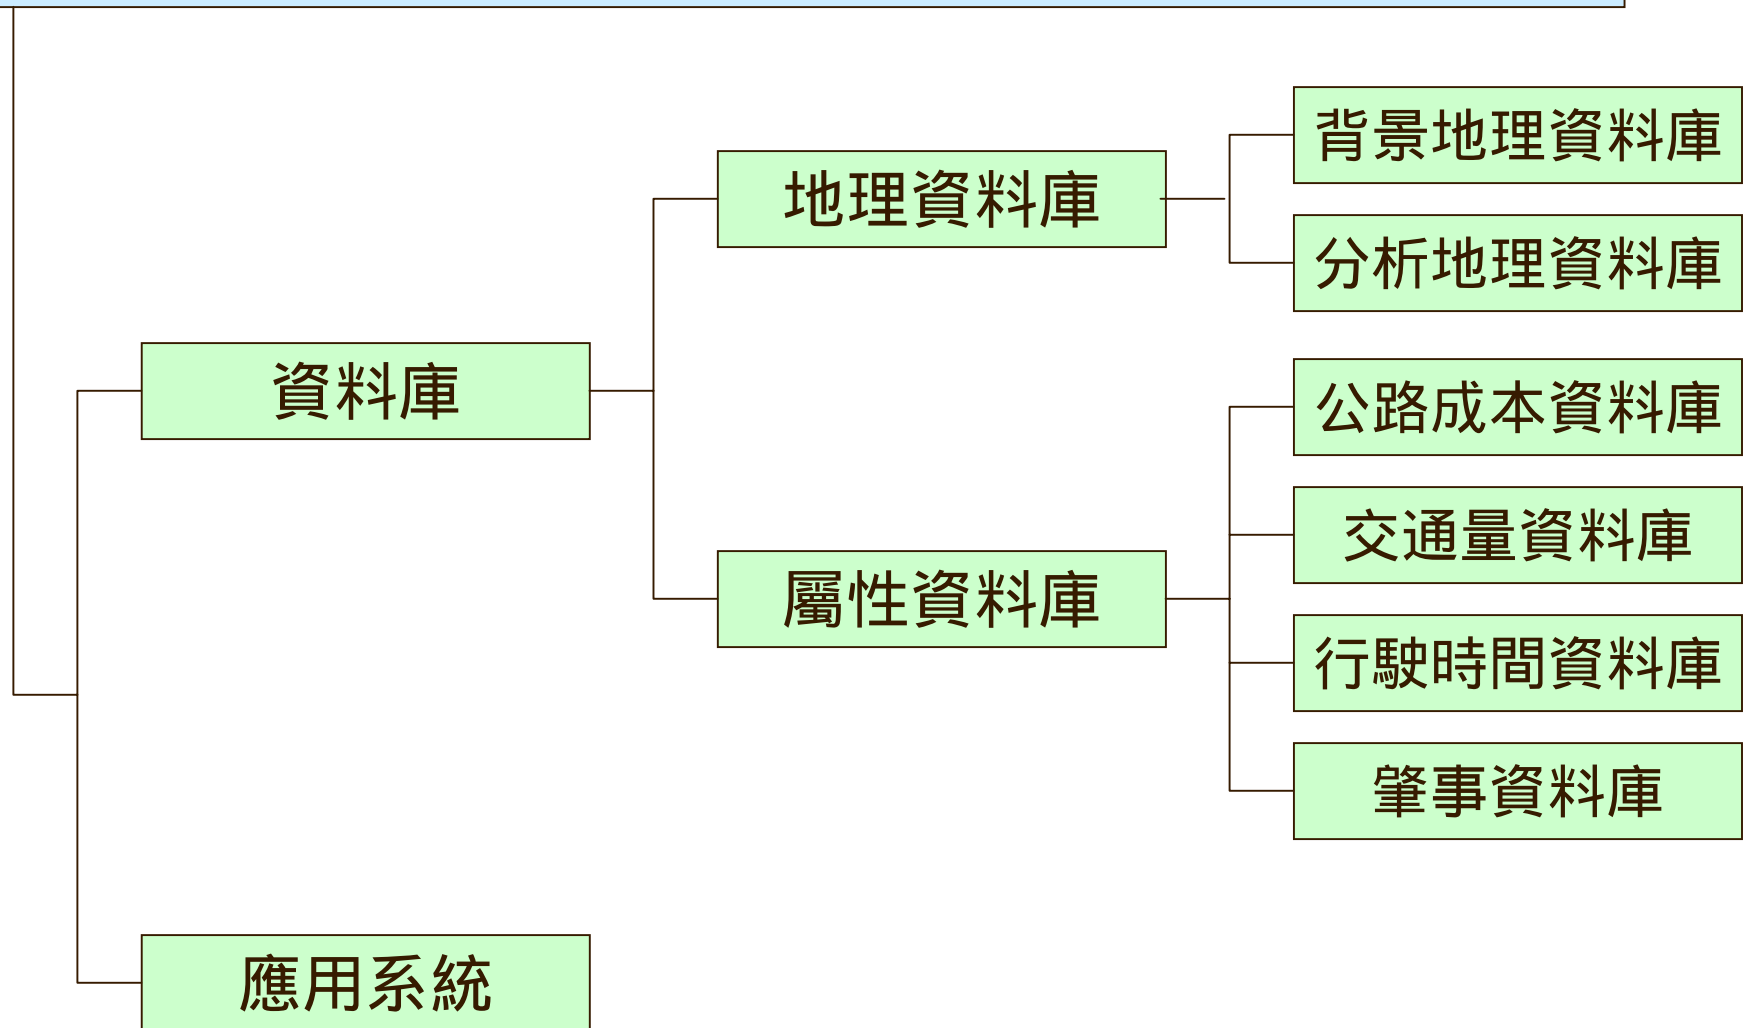 背景地理資料庫
地理資料庫
分析地理資料庫
資料庫
公路成本資料庫
交通量資料庫
屬性資料庫
行駛時間資料庫
肇事資料庫
應用系統